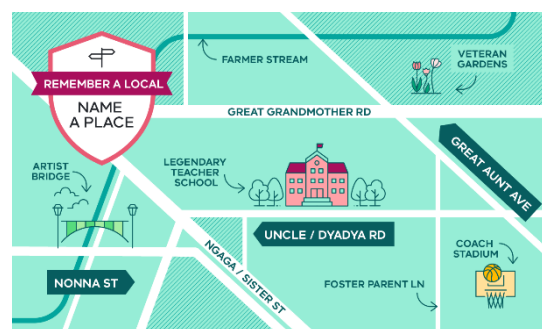 REMEMBER A LOCAL
NAME
A PLACE
FARMER STREAM
VETERAN
GARDENS
GREAT GRANDMOTHER RD
GREAT AUNT AVE
ARTIST
BRIDGE
LEGENDARY
TEACHER
SCHOOL
UNCLE / DYADYA RD
NGAGA / SISTER ST
COACH
STADIUM
NONNA ST
FOSTER PARENT LN